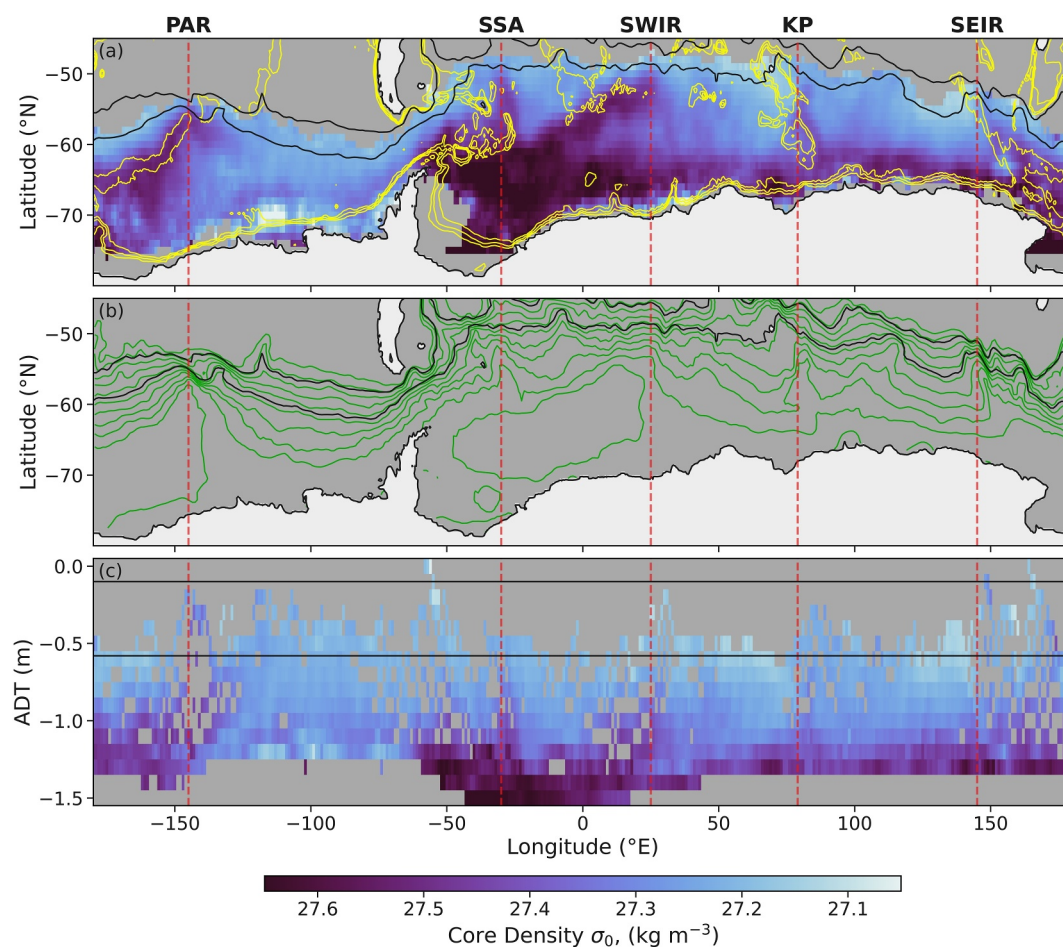 PAR SSA SWIR KP SEIR
(a)
−50
−60
−70
Latitude (°N)
(b)
−50
−60
−70
Latitude (°N)
(c)
0.0
−0.5
−1.0
−1.5
ADT (m)
−150 −100 −50 0 50 100 150
Longitude (°E)
27.6 27.5 27.4 27.3 27.2 27.1
Core Density σ₀, (kg m⁻³)